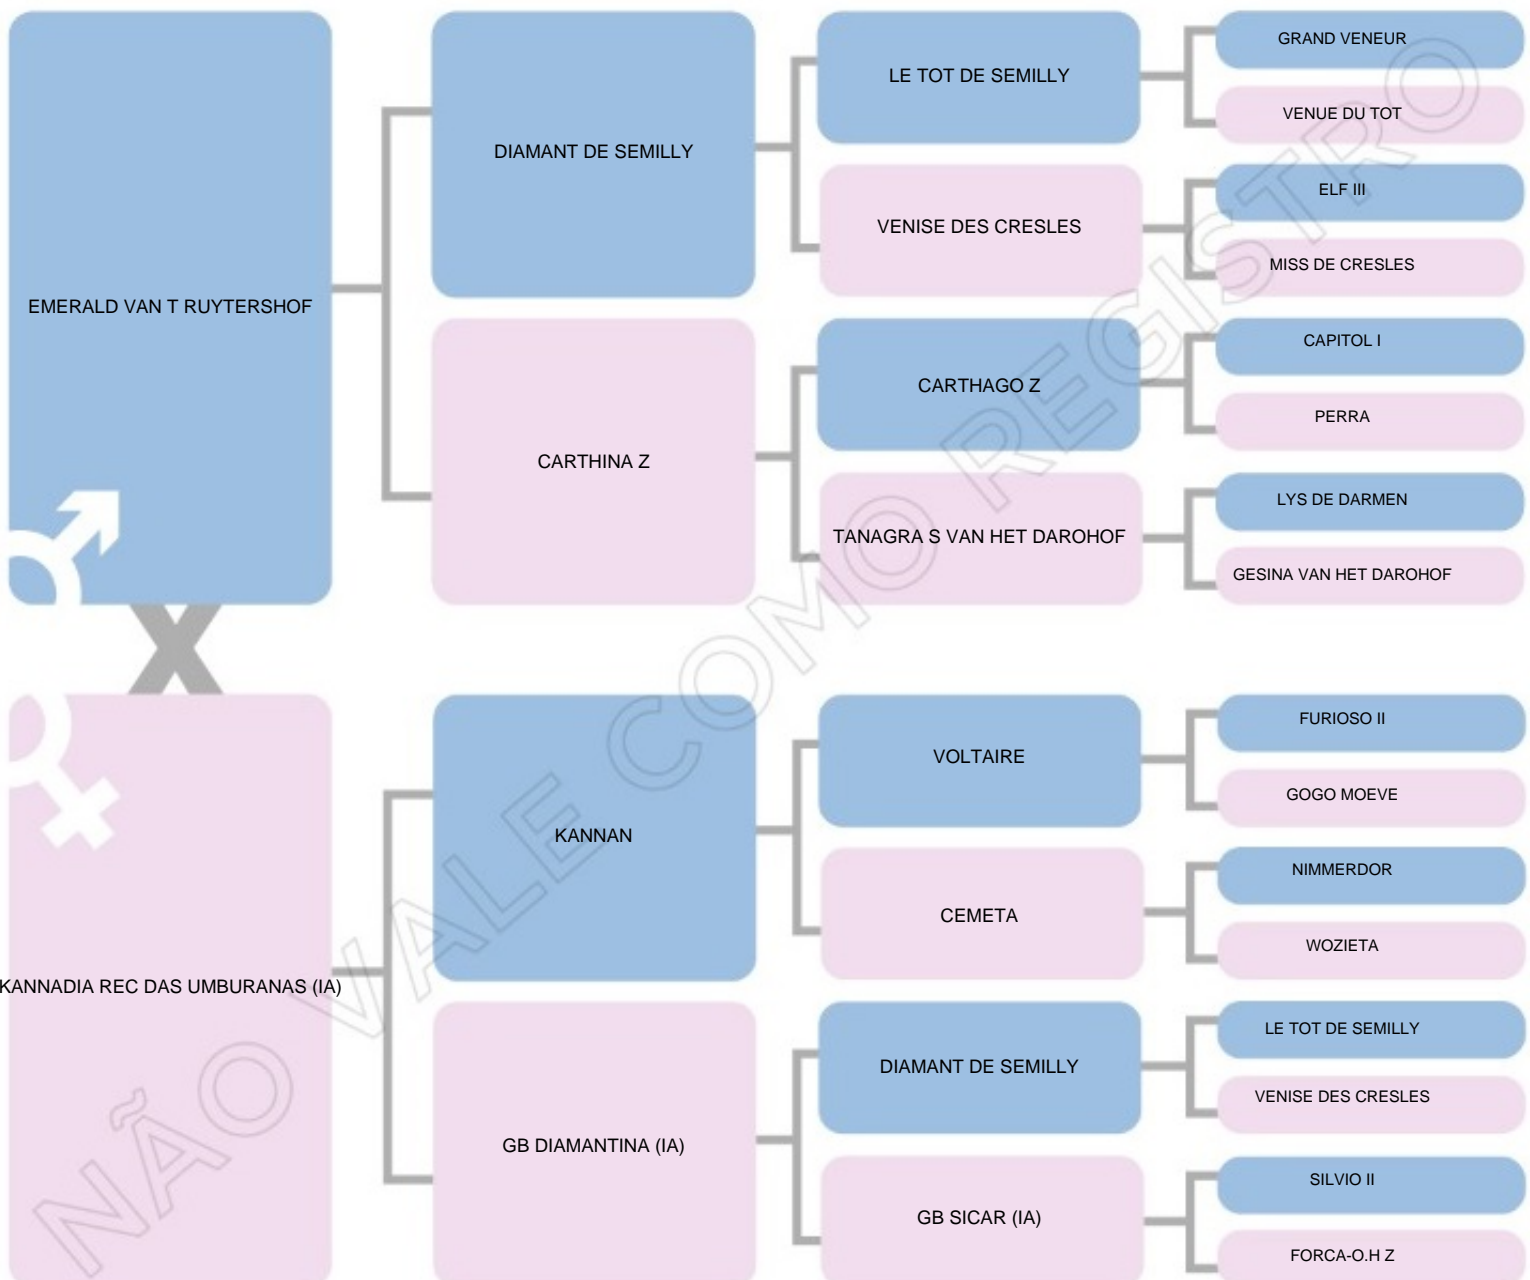 EMERALD VAN T RUYTERSHOF
DIAMANT DE SEMILLY
CARTHINA Z
LE TOT DE SEMILLY
VENISE DES CRESLES
CARTHAGO Z
TANAGRA S VAN HET DAROHOF
GRAND VENEUR
VENUE DU TOT
ELF III
MISS DE CRESLES
CAPITOL I
PERRA
LYS DE DARMEN
GESINA VAN HET DAROHOF
X
KANNADIA REC DAS UMBURANAS (IA)
KANNAN
GB DIAMANTINA (IA)
VOLTAIRE
CEMETA
DIAMANT DE SEMILLY
GB SICAR (IA)
FURIOSO II
GOGO MOEVE
NIMMERDOR
WOZIETA
LE TOT DE SEMILLY
VENISE DES CRESLES
SILVIO II
FORCA-O.H Z
NÃO VALE COMO REGISTRO